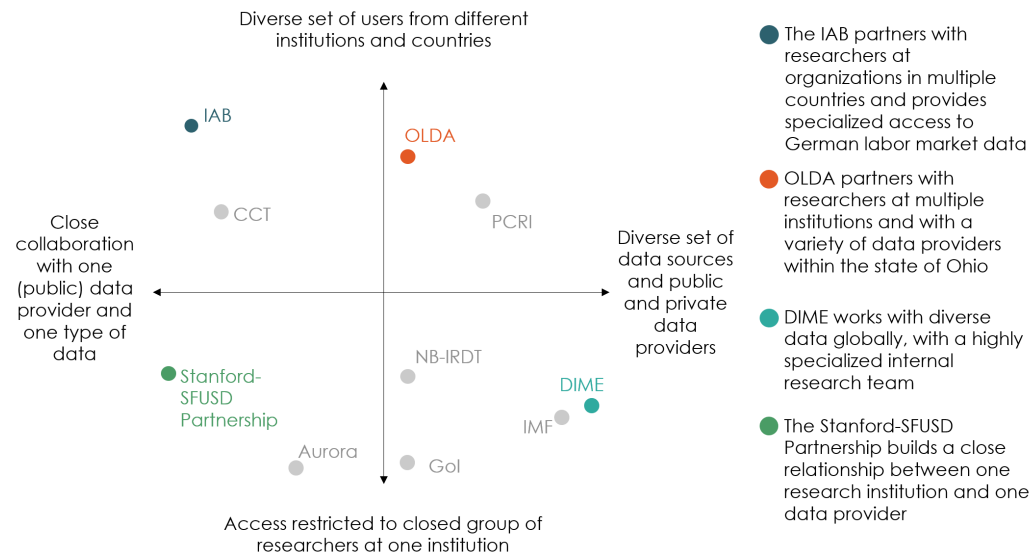 Diverse set of users from different
institutions and countries
IAB
OLDA
CCT
PCRI
Close
collaboration
with one
(public) data
provider and
one type of
data
Diverse set of
data sources
and public
and private
data
providers
NB-IRDT
Stanford-
SFUSD
Partnership
DIME
IMF
Aurora
GoI
Access restricted to closed group of
researchers at one institution
The IAB partners with
researchers at
organizations in multiple
countries and provides
specialized access to
German labor market data
OLDA partners with
researchers at multiple
institutions and with a
variety of data providers
within the state of Ohio
DIME works with diverse
data globally, with a highly
specialized internal
research team
The Stanford-SFUSD
Partnership builds a close
relationship between one
research institution and one
data provider